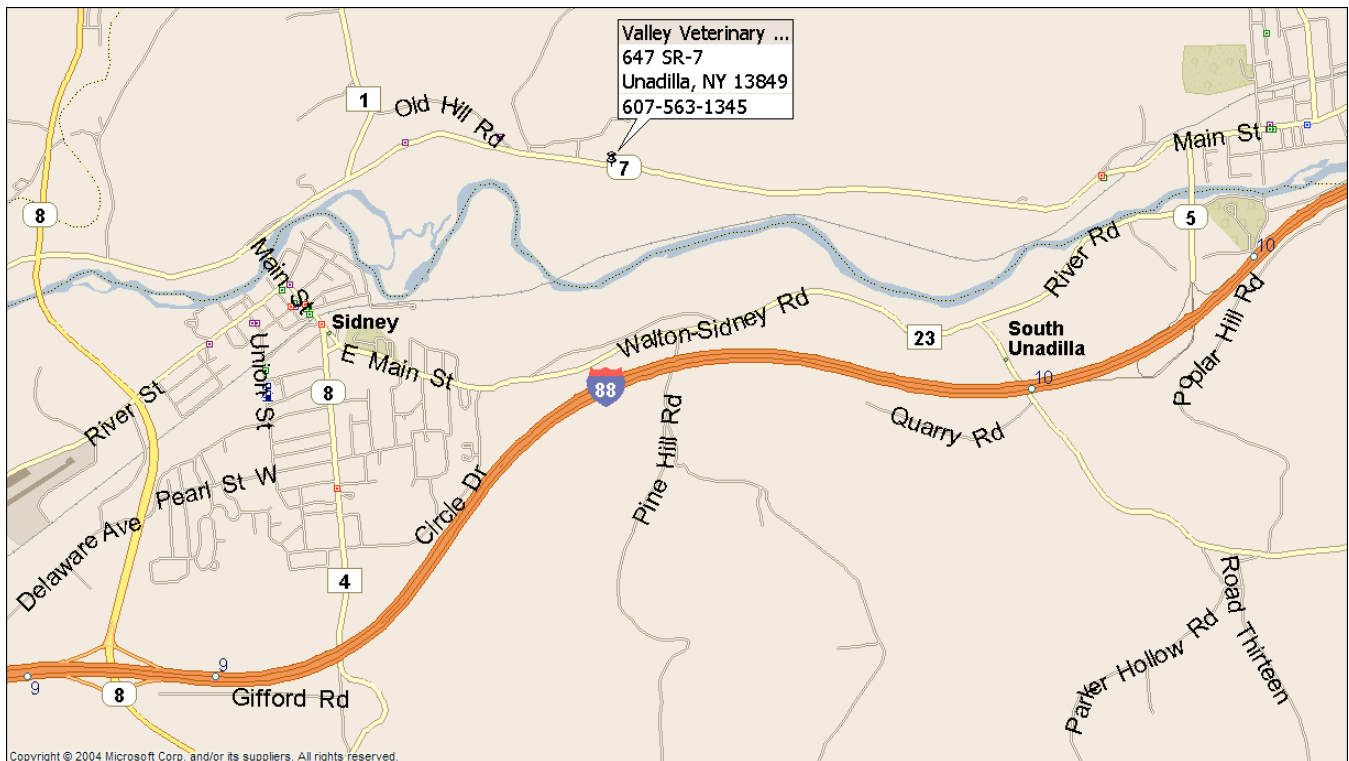 Valley Veterinary ...
647 SR-7
Unadilla, NY 13849
607-563-1345
1
Old Hill Rd
7
Main St
8
5
10
River Rd
Main St
Sidney
Walton-Sidney Rd
23
South
Unadilla
Poplar Hill Rd
E Main St
88
10
River St
Union St
8
Quarry Rd
Pine Hill Rd
Pearl St W
Circle Dr
Delaware Ave
4
Road Thirteen
Parker Hollow Rd
9
9
8
Gifford Rd
Copyright © 2004 Microsoft Corp. and/or its suppliers. All rights reserved.